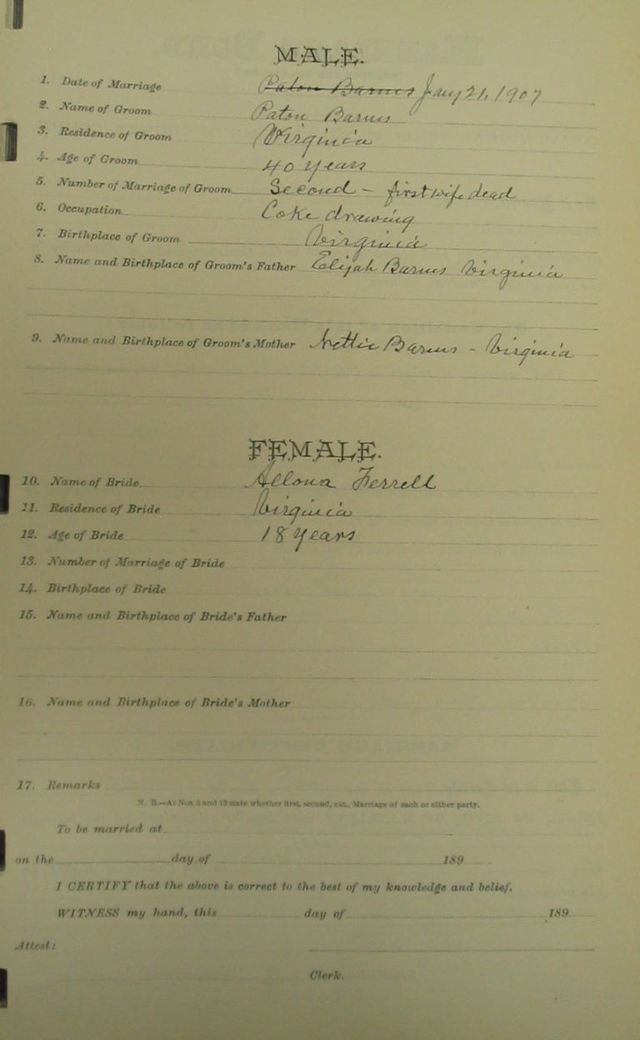 MALE.
1. Date of Marriage Paton Barnes Jany 21, 1907
2. Name of Groom Paton Barnes
3. Residence of Groom Virginia
4. Age of Groom 40 years
5. Number of Marriage of Groom Second - first wife dead
6. Occupation Coke drawing
7. Birthplace of Groom Virginia
8. Name and Birthplace of Groom's Father Elijah Barnes Virginia
9. Name and Birthplace of Groom's Mother Nettie Barnes - Virginia
FEMALE.
10. Name of Bride Allona Ferrell
11. Residence of Bride Virginia
12. Age of Bride 18 years
13. Number of Marriage of Bride
14. Birthplace of Bride
15. Name and Birthplace of Bride's Father
16. Name and Birthplace of Bride's Mother
17. Remarks
N. B.—At Nos 5 and 13 state whether first, second, etc., Marriage of each or either party.
To be married at
on the day of 189
I CERTIFY that the above is correct to the best of my knowledge and belief.
WITNESS my hand, this day of 189
Attest:
Clerk.